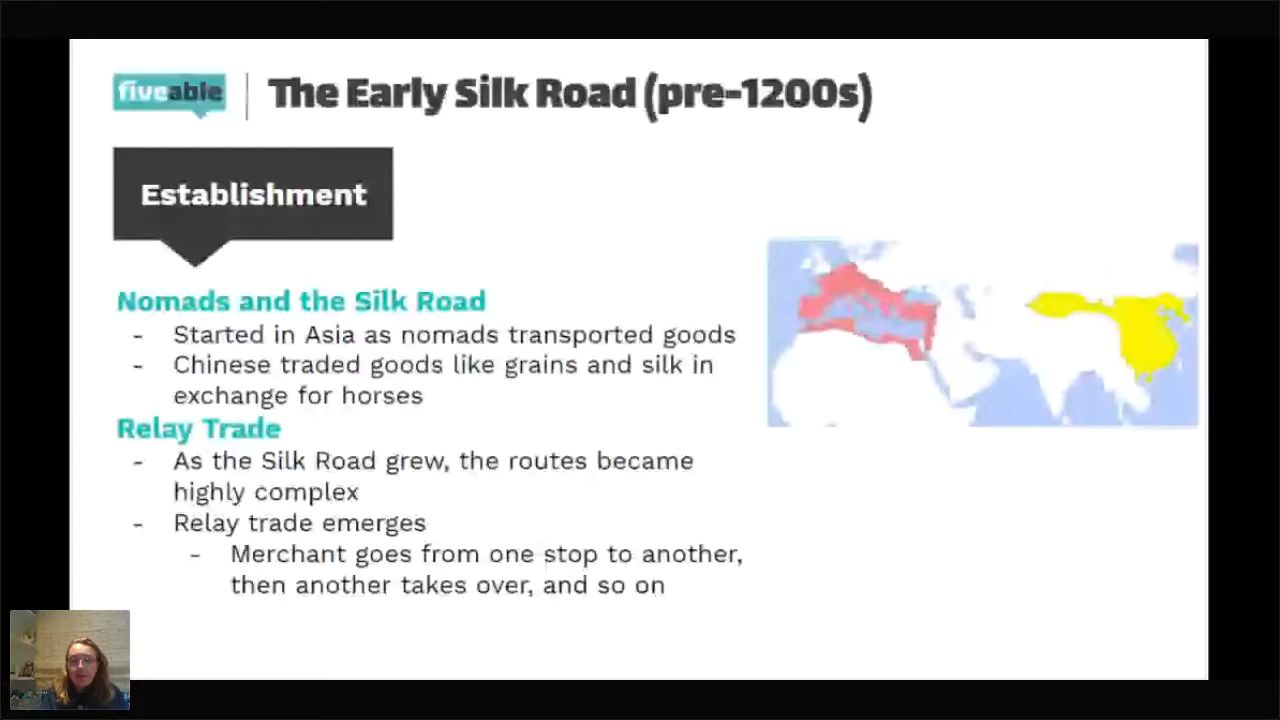 fiveable
The Early Silk Road (pre-1200s)
Establishment
Nomads and the Silk Road
- Started in Asia as nomads transported goods
- Chinese traded goods like grains and silk in
exchange for horses
Relay Trade
- As the Silk Road grew, the routes became
highly complex
- Relay trade emerges
- Merchant goes from one stop to another,
then another takes over, and so on